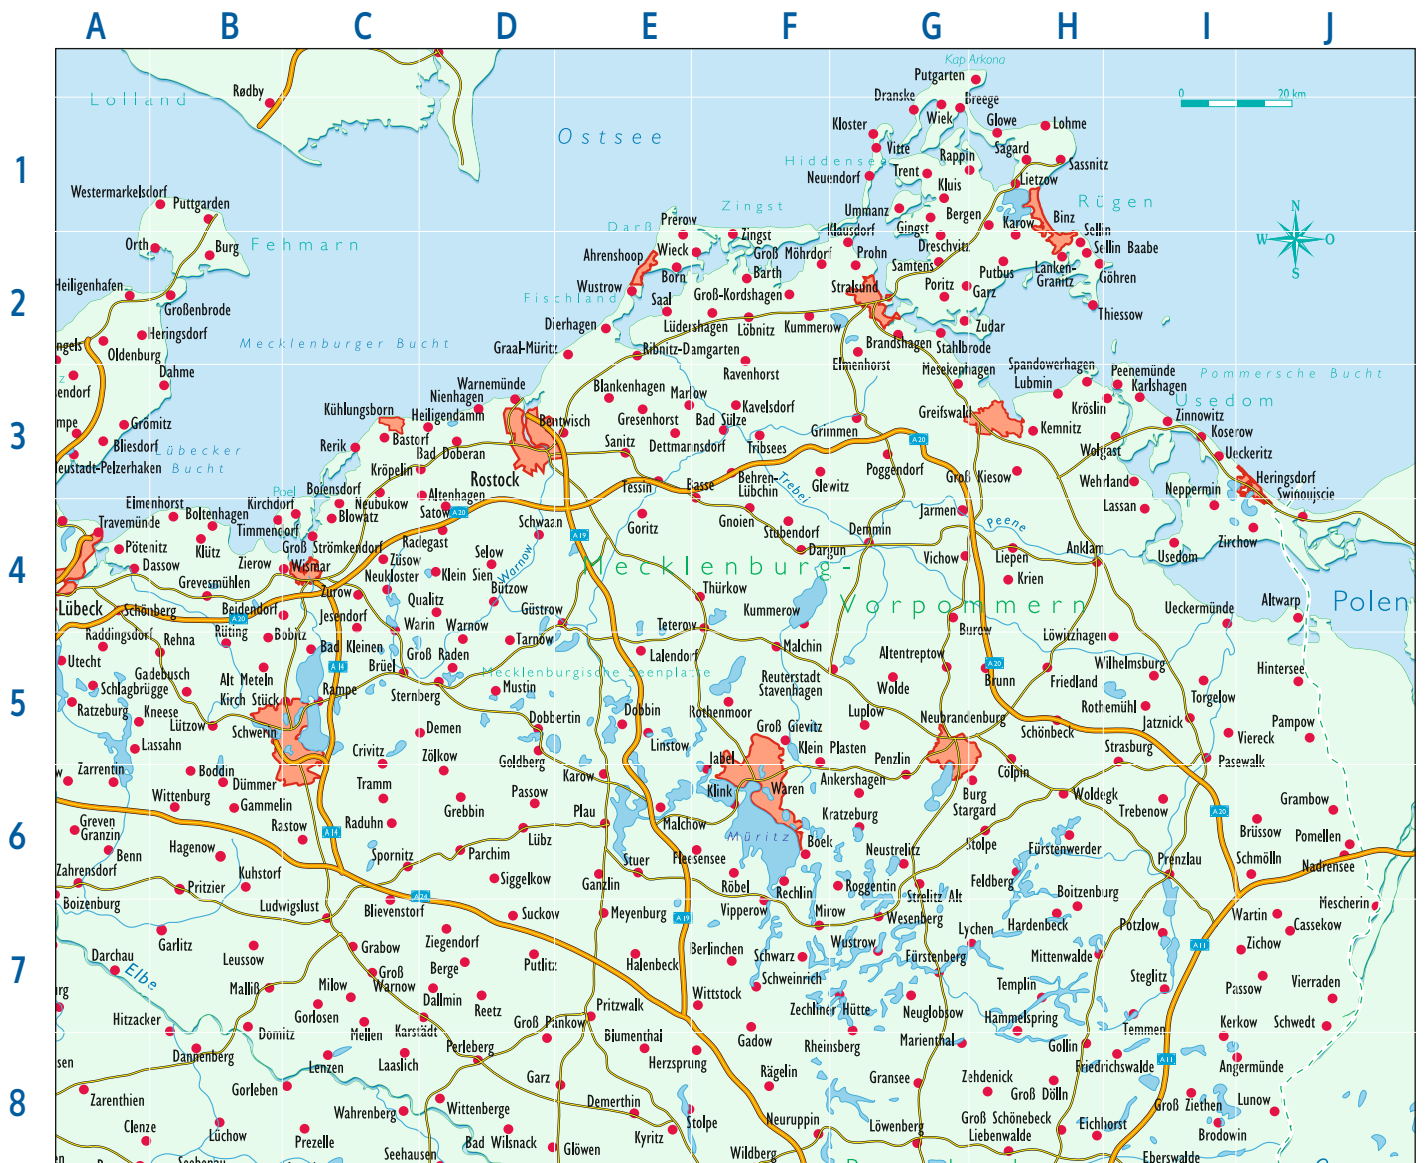 A B C D E F G H I J
Kap Arkona
Putgarten
Rødby
Lolland
Dranske
Wiek
Breege
0 20 km
Kloster
Glowe
Lohme
Ostsee
Vitte
Rappin
Sagard
Sassnitz
1
Hiddensee
Neuendorf
Trent
Kluis
Lietzow
Westermarkelsdorf
Puttgarden
Zingst
Ummanz
Bergen
Binz
Rügen
N
Prerow
Darß
Klausdorf
Gingst
Karow
Sellin
W O
S
Orth
Burg
Fehmarn
Wieck
Zingst
Groß Möhrdorf
Prohn
Dreschvitz
Sellin Baabe
Ahrenshoop
Born
Barth
Samtens
Putbus
Lanken-
Granitz
Göhren
Heiligenhafen
Wustrow
Stralsund
Poritz
Garz
2
Großenbrode
Fischland
Saal
Groß-Kordshagen
Thiessow
Heringsdorf
Dierhagen
Lüdershagen
Löbnitz
Kummerow
Zudar
Oldenburg
Mecklenburger Bucht
Graal-Müritz
Ribnitz-Damgarten
Brandshagen
Stahlbrode
Elmenhorst
Dahme
Ravenhorst
Mesekenhagen
Spandowerhagen
Peenemünde
Pommersche Bucht
Warnemünde
Blankenhagen
Marlow
Lubmin
Karlshagen
Nienhagen
Kavelsdorf
Greifswald
Kröslin
Usedom
Kühlungsborn
Heiligendamm
Bentwisch
Gresenhorst
Bad Sülze
Zinnowitz
3
Grömitz
Bastorf
Sanitz
Dettmannsdorf
Tribsees
Grimmen
A 20
Kemnitz
Koserow
Bliesdorf
Lübecker
Bucht
Rerik
Bad Doberan
Wolgast
Ueckeritz
Neustadt-Pelzerhaken
Kröpelin
Rostock
Behren-
Lübchin
Trebel
Glewitz
Poggendorf
Groß Kiesow
Wehrland
Heringsdorf
Swinoujscie
Poel
Boiensdorf
Neubukow
Altenhagen
Tessin
Basse
Neppermin
Elmenhorst
Boltenhagen
Kirchdorf
Blowatz
Satow
A 20
Schwaan
Goritz
Gnoien
Stubendorf
Jarmen
Peene
Lassan
Travemünde
Timmendorf
Radegast
A 19
Demmin
Zirchow
Pötenitz
Klütz
Groß Strömkendorf
Selow
Dargun
Vichow
Liepen
Anklam
Usedom
4
Dassow
Zierow
Wismar
Züsow
Neukloster
Klein Sien
Warnow
Mecklenburg-
Krien
Grevesmühlen
Zurow
Bützow
Thürkow
Lübeck
Schönberg
A 20
Beidendorf
Jesendorf
Qualitz
Güstrow
Kummerow
Vorpommern
Ueckermünde
Altwarp
Polen
Raddingsdorf
Rehna
Rüting
Bobitz
Warin
Warnow
Tarnow
Teterow
Burow
Löwitzhagen
Utecht
Gadebusch
Bad Kleinen
A 14
Brüel
Groß Raden
Lalendorf
Malchin
Altentreptow
A 20
Wilhelmsburg
Hintersee
Schlagbrügge
Alt Meteln
Mecklenburgische Seenplatte
Reuterstadt
Stavenhagen
Wolde
Brunn
Friedland
Torgelow
Ratzeburg
Kneese
Kirch Stück
Rampe
Sternberg
Mustin
Rothenmoor
Rothemühl
5
Lützow
Demen
Dobbertin
Dobbin
Groß Gievitz
Luplow
Neubrandenburg
Jatznick
Pampow
Lassahn
Schwerin
Crivitz
Zölkow
Goldberg
Linstow
Klein Plasten
Schönbeck
Strasburg
Viereck
Jabel
Penzlin
Pasewalk
Zarrentin
Boddin
Dümmer
Tramm
Karow
Klink
Waren
Ankershagen
Cölpin
Wittenburg
Gammelin
Grebbin
Passow
Plau
Burg
Stargard
Woldegk
Trebenow
A 20
Grambow
6
Greven
Granzin
Rastow
A 14
Raduhn
Malchow
Müritz
Kratzeburg
Brüssow
Pomellen
Hagenow
Lübz
Boek
Stolpe
Benn
Spornitz
Parchim
Stuer
Fleesensee
Neustrelitz
Fürstenwerder
Prenzlau
Schmölln
Nadrensee
Zahrensdorf
Kuhstorf
Siggelkow
Ganzlin
Röbel
Rechlin
Roggentin
Feldberg
Pritzier
Strelitz Alt
Boitzenburg
Boizenburg
Ludwigslust
Blievenstorf
A 24
Suckow
Meyenburg
A 19
Vipperow
Mirow
Wesenberg
Mescherin
Hardenbeck
Potzlow
Wartin
Cassekow
Garlitz
Ziegendorf
Lychen
7
Darchau
Elbe
Leussow
Grabow
Berge
Putlitz
Halenbeck
Berlinchen
Schwarz
Wustrow
Fürstenberg
Mittenwalde
A 11
Zichow
Malliß
Milow
Groß
Warnow
Dallmin
Wittstock
Schweinrich
Templin
Steglitz
Passow
Vierraden
Gorlosen
Reetz
Pritzwalk
Zechliner Hütte
Neuglobsow
Hitzacker
Dömitz
Mellen
Karstädt
Groß Pankow
Blumenthal
Gadow
Rheinsberg
Marienthal
Hammelspring
Temmen
Kerkow
Schwedt
Dannenberg
Lenzen
Laaslich
Perleberg
Herzsprung
Gollin
A 11
Friedrichswalde
Angermünde
Gorleben
Garz
Rägelin
Gransee
Zehdenick
Groß Dölln
8
Zarenthien
Wahrenberg
Wittenberge
Demerthin
Stolpe
Neuruppin
Groß Schönebeck
Groß Ziethen
Lunow
Clenze
Lüchow
Prezelle
Bad Wilsnack
Kyritz
Löwenberg
Liebenwalde
Eichhorst
Brodowin
Seehausen
Glöwen
Wildberg
Eberswalde